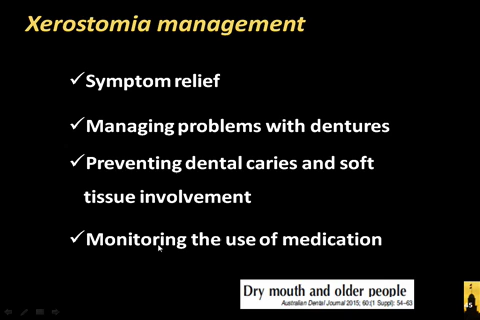 Xerostomia management
✓Symptom relief
✓Managing problems with dentures
✓Preventing dental caries and soft
tissue involvement
✓Monitoring the use of medication
Dry mouth and older people
Australian Dental Journal 2015; 60:(1 Suppl): 54–63
45